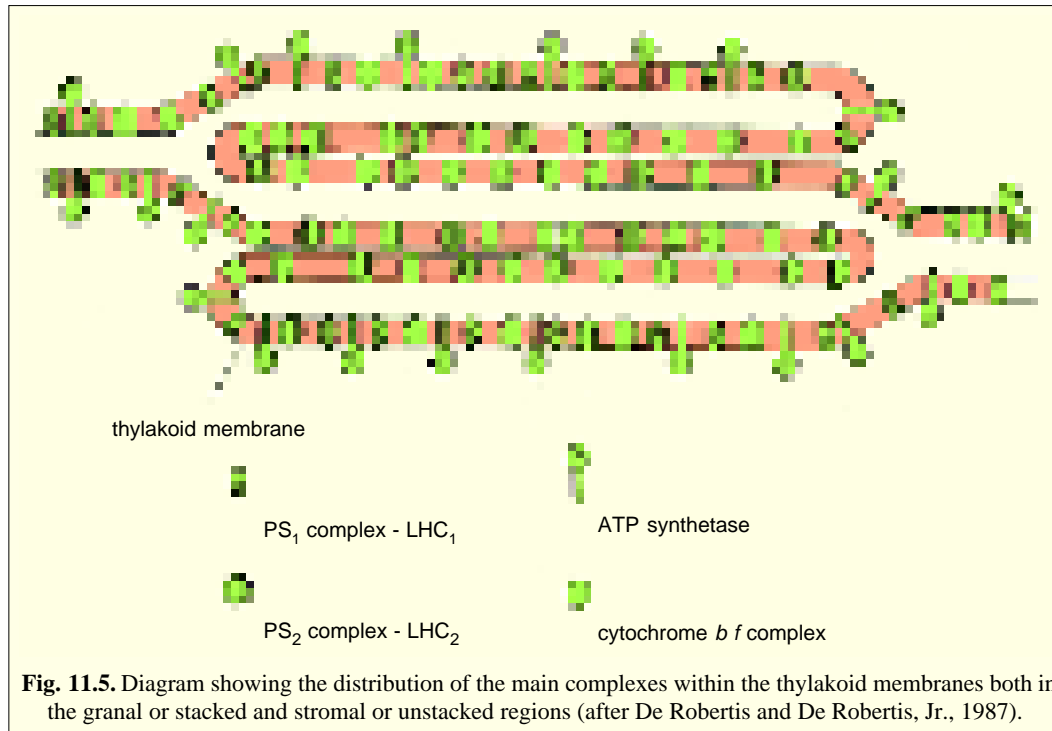 thylakoid membrane
PS₁ complex - LHC₁
ATP synthetase
PS₂ complex - LHC₂
cytochrome b f complex
Fig. 11.5. Diagram showing the distribution of the main complexes within the thylakoid membranes both in
the granal or stacked and stromal or unstacked regions (after De Robertis and De Robertis, Jr., 1987).